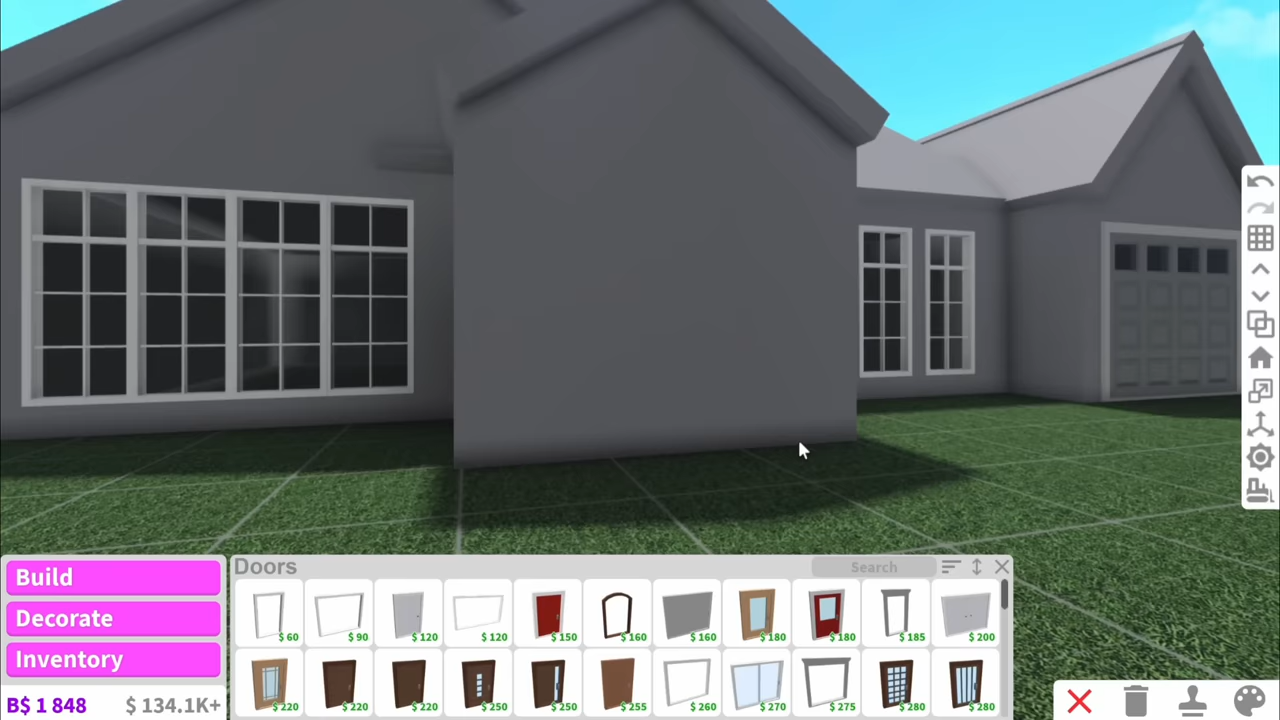 Build
Decorate
Inventory
B$ 1 848 $ 134.1K+
Doors Search
$ 60 $ 90 $ 120 $ 120 $ 150 $ 160 $ 160 $ 180 $ 180 $ 185 $ 200
$ 220 $ 220 $ 220 $ 250 $ 250 $ 255 $ 260 $ 270 $ 275 $ 280 $ 280